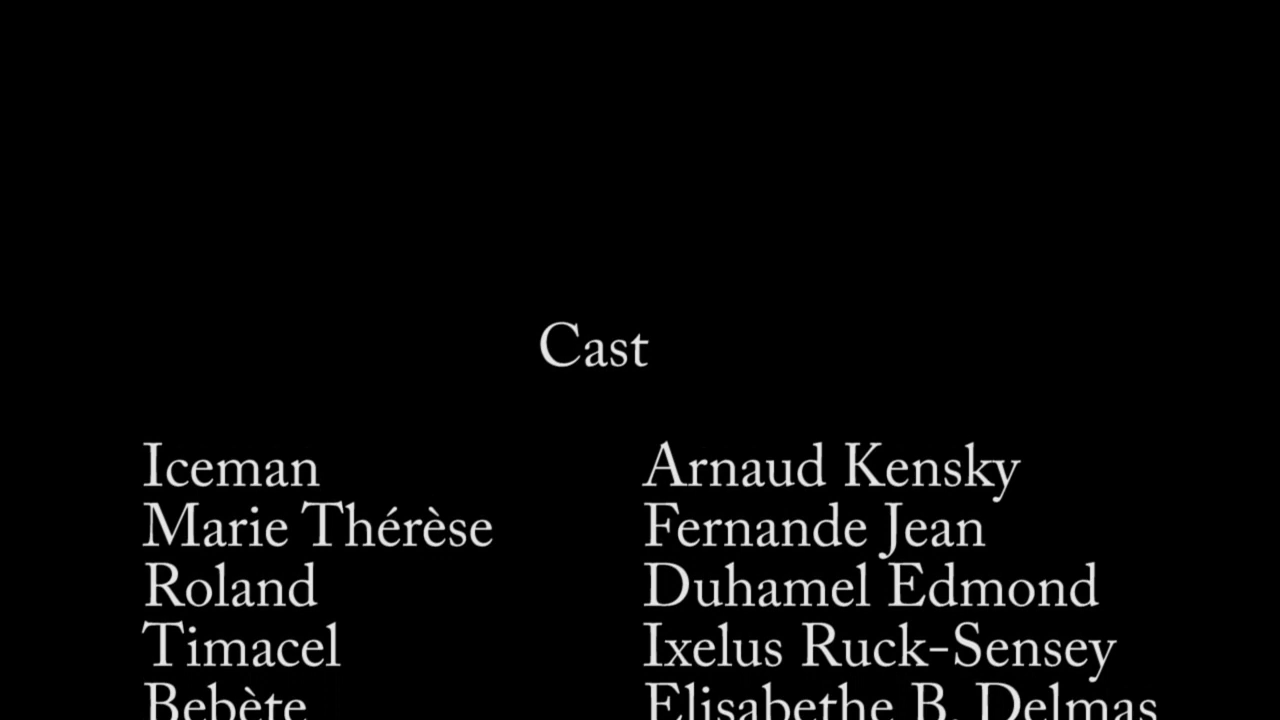 Cast
Iceman Arnaud Kensky
Marie Thérèse Fernande Jean
Roland Duhamel Edmond
Timacel Ixelus Ruck-Sensey
Bebète Elisabethe B. Delmas